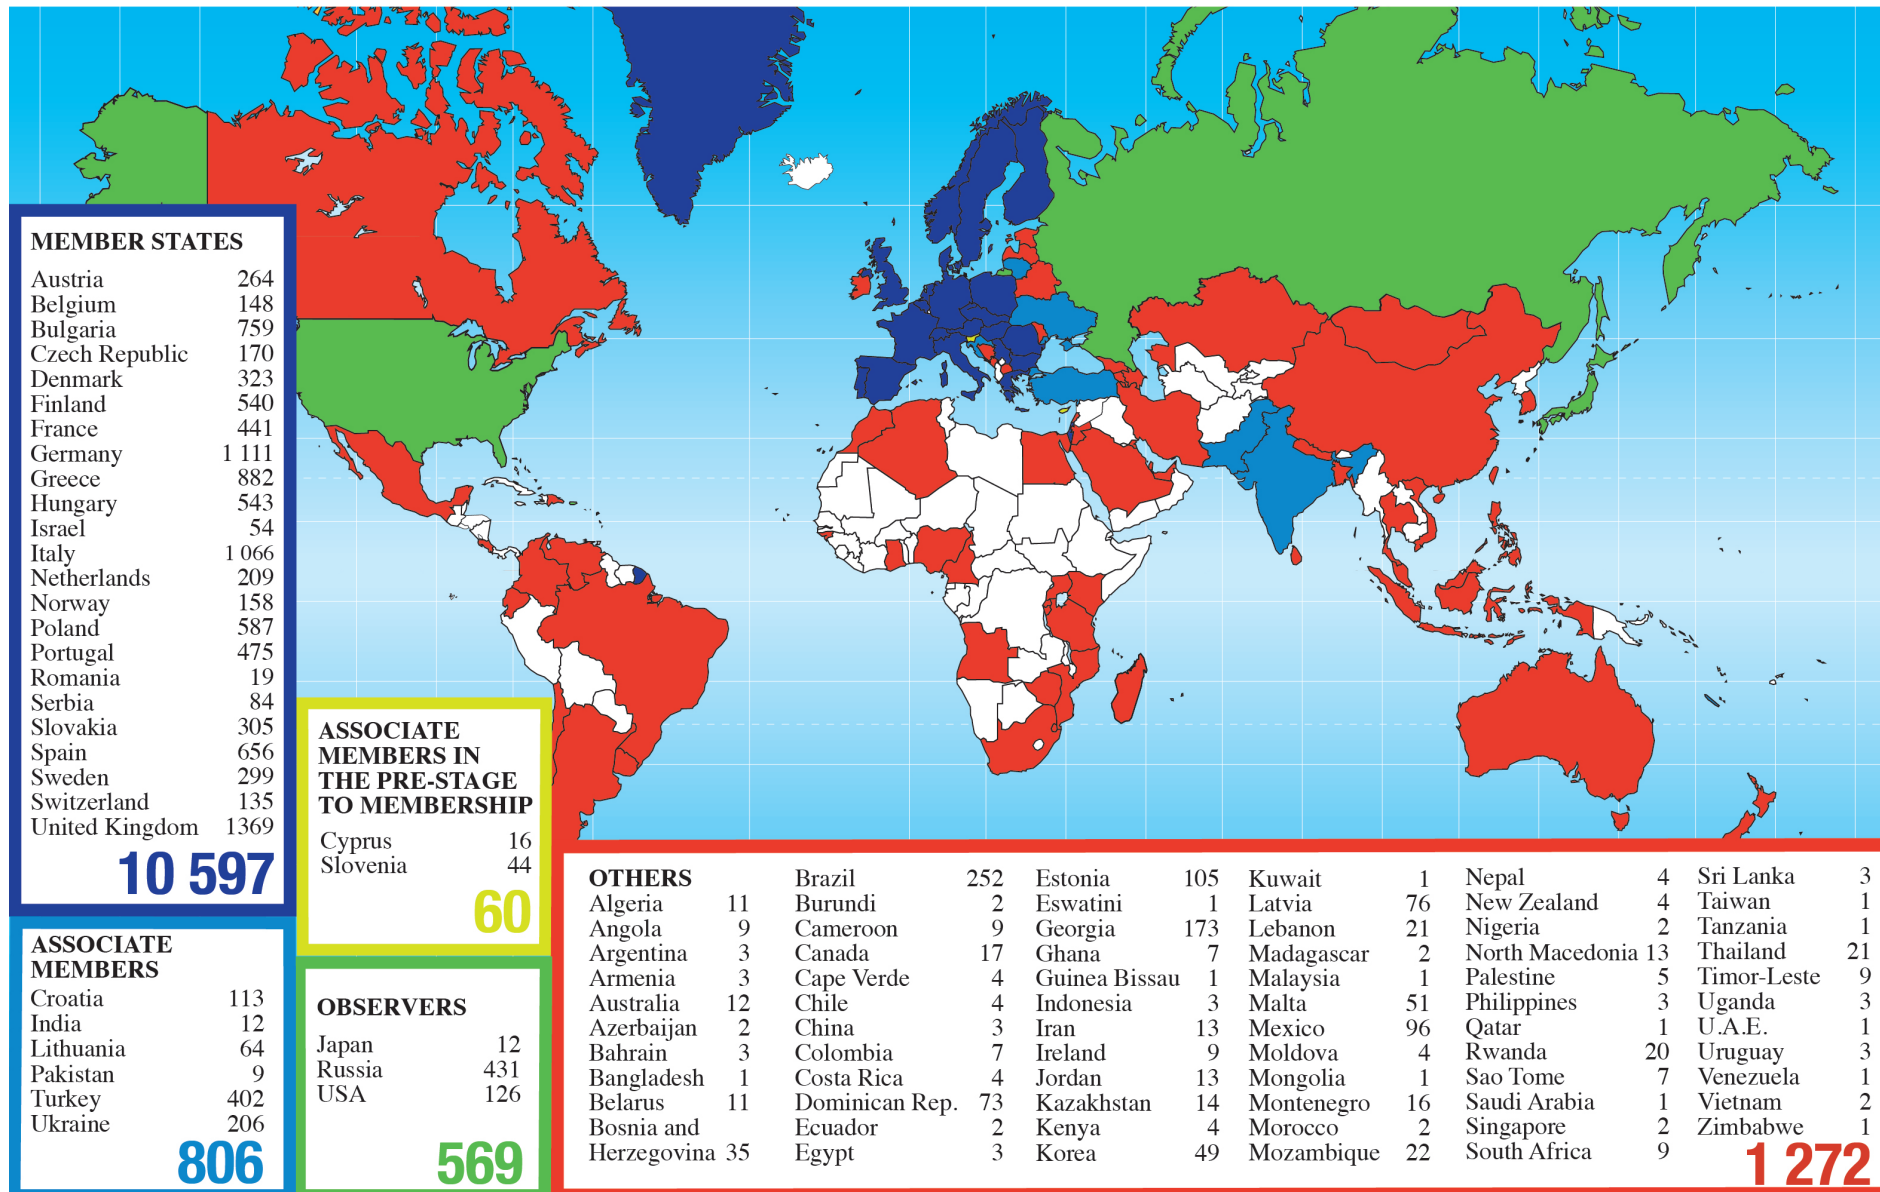 MEMBER STATES
Austria 264
Belgium 148
Bulgaria 759
Czech Republic 170
Denmark 323
Finland 540
France 441
Germany 1 111
Greece 882
Hungary 543
Israel 54
Italy 1 066
Netherlands 209
Norway 158
Poland 587
Portugal 475
Romania 19
Serbia 84
Slovakia 305
Spain 656
Sweden 299
Switzerland 135
United Kingdom 1369
10 597
ASSOCIATE
MEMBERS
Croatia 113
India 12
Lithuania 64
Pakistan 9
Turkey 402
Ukraine 206
806
ASSOCIATE
MEMBERS IN
THE PRE-STAGE
TO MEMBERSHIP
Cyprus 16
Slovenia 44
60
OBSERVERS
Japan 12
Russia 431
USA 126
569
OTHERS
Algeria 11
Angola 9
Argentina 3
Armenia 3
Australia 12
Azerbaijan 2
Bahrain 3
Bangladesh 1
Belarus 11
Bosnia and
Herzegovina 35
Brazil 252
Burundi 2
Cameroon 9
Canada 17
Cape Verde 4
Chile 4
China 3
Colombia 7
Costa Rica 4
Dominican Rep. 73
Ecuador 2
Egypt 3
Estonia 105
Eswatini 1
Georgia 173
Ghana 7
Guinea Bissau 1
Indonesia 3
Iran 13
Ireland 9
Jordan 13
Kazakhstan 14
Kenya 4
Korea 49
Kuwait 1
Latvia 76
Lebanon 21
Madagascar 2
Malaysia 1
Malta 51
Mexico 96
Moldova 4
Mongolia 1
Montenegro 16
Morocco 2
Mozambique 22
Nepal 4
New Zealand 4
Nigeria 2
North Macedonia 13
Palestine 5
Philippines 3
Qatar 1
Rwanda 20
Sao Tome 7
Saudi Arabia 1
Singapore 2
South Africa 9
Sri Lanka 3
Taiwan 1
Tanzania 1
Thailand 21
Timor-Leste 9
Uganda 3
U.A.E. 1
Uruguay 3
Venezuela 1
Vietnam 2
Zimbabwe 1
1 272